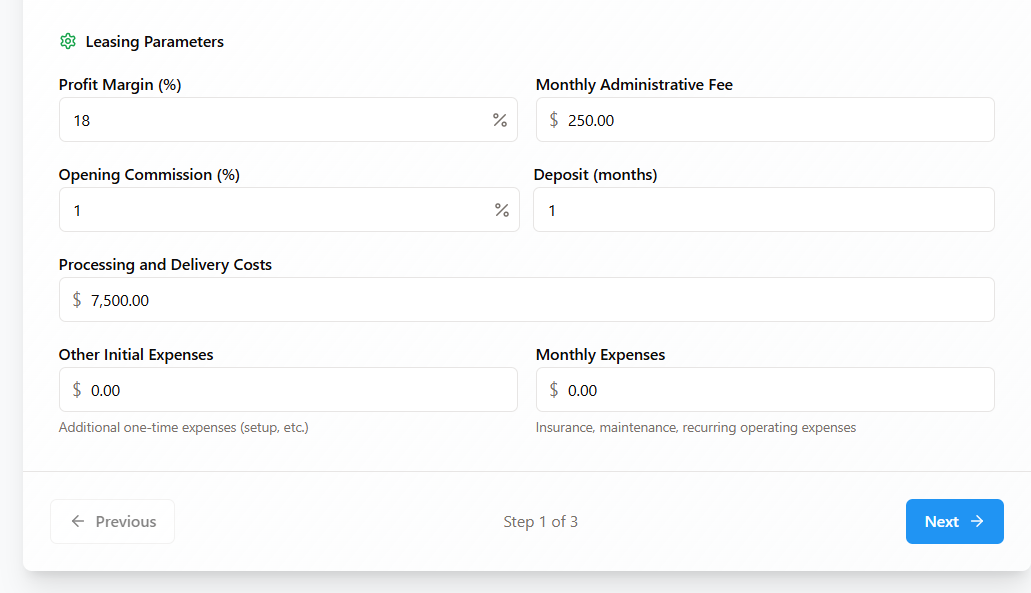 Leasing Parameters
Profit Margin (%) Monthly Administrative Fee
18 % $ 250.00
Opening Commission (%) Deposit (months)
1 % 1
Processing and Delivery Costs
$ 7,500.00
Other Initial Expenses Monthly Expenses
$ 0.00 $ 0.00
Additional one-time expenses (setup, etc.) Insurance, maintenance, recurring operating expenses
← Previous Step 1 of 3 Next →